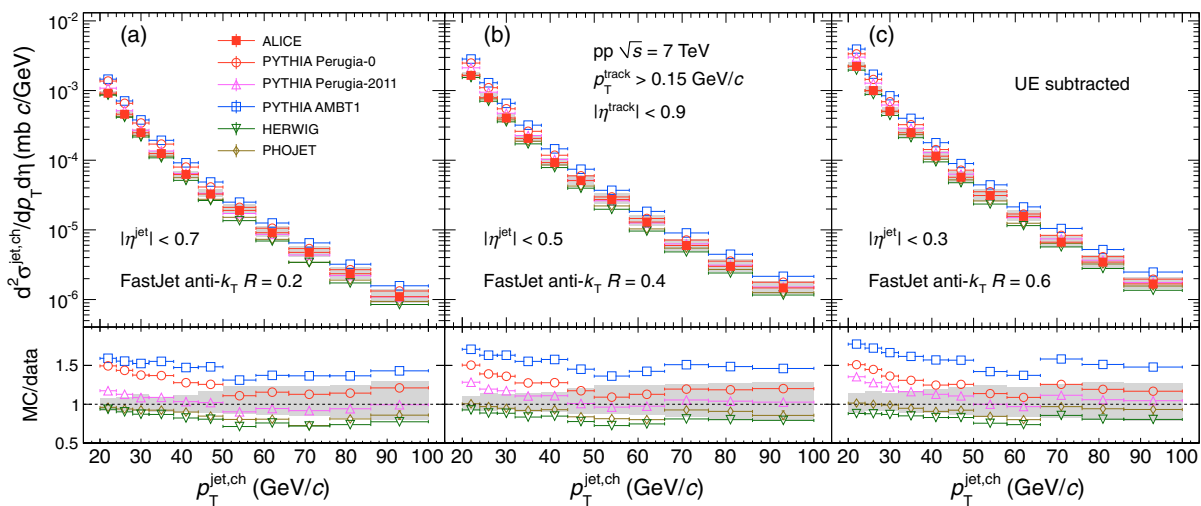 d²σ^jet,ch/dp_Tdη (mb c/GeV)
10⁻²
10⁻³
10⁻⁴
10⁻⁵
10⁻⁶
(a)
ALICE
PYTHIA Perugia-0
PYTHIA Perugia-2011
PYTHIA AMBT1
HERWIG
PHOJET
|η^jet| < 0.7
FastJet anti-k_T R = 0.2
(b)
pp √s = 7 TeV
p_T^track > 0.15 GeV/c
|η^track| < 0.9
|η^jet| < 0.5
FastJet anti-k_T R = 0.4
(c)
UE subtracted
|η^jet| < 0.3
FastJet anti-k_T R = 0.6
MC/data
1.5
1
0.5
20 30 40 50 60 70 80 90 100
20 30 40 50 60 70 80 90 100
20 30 40 50 60 70 80 90 100
p_T^jet,ch (GeV/c)
p_T^jet,ch (GeV/c)
p_T^jet,ch (GeV/c)